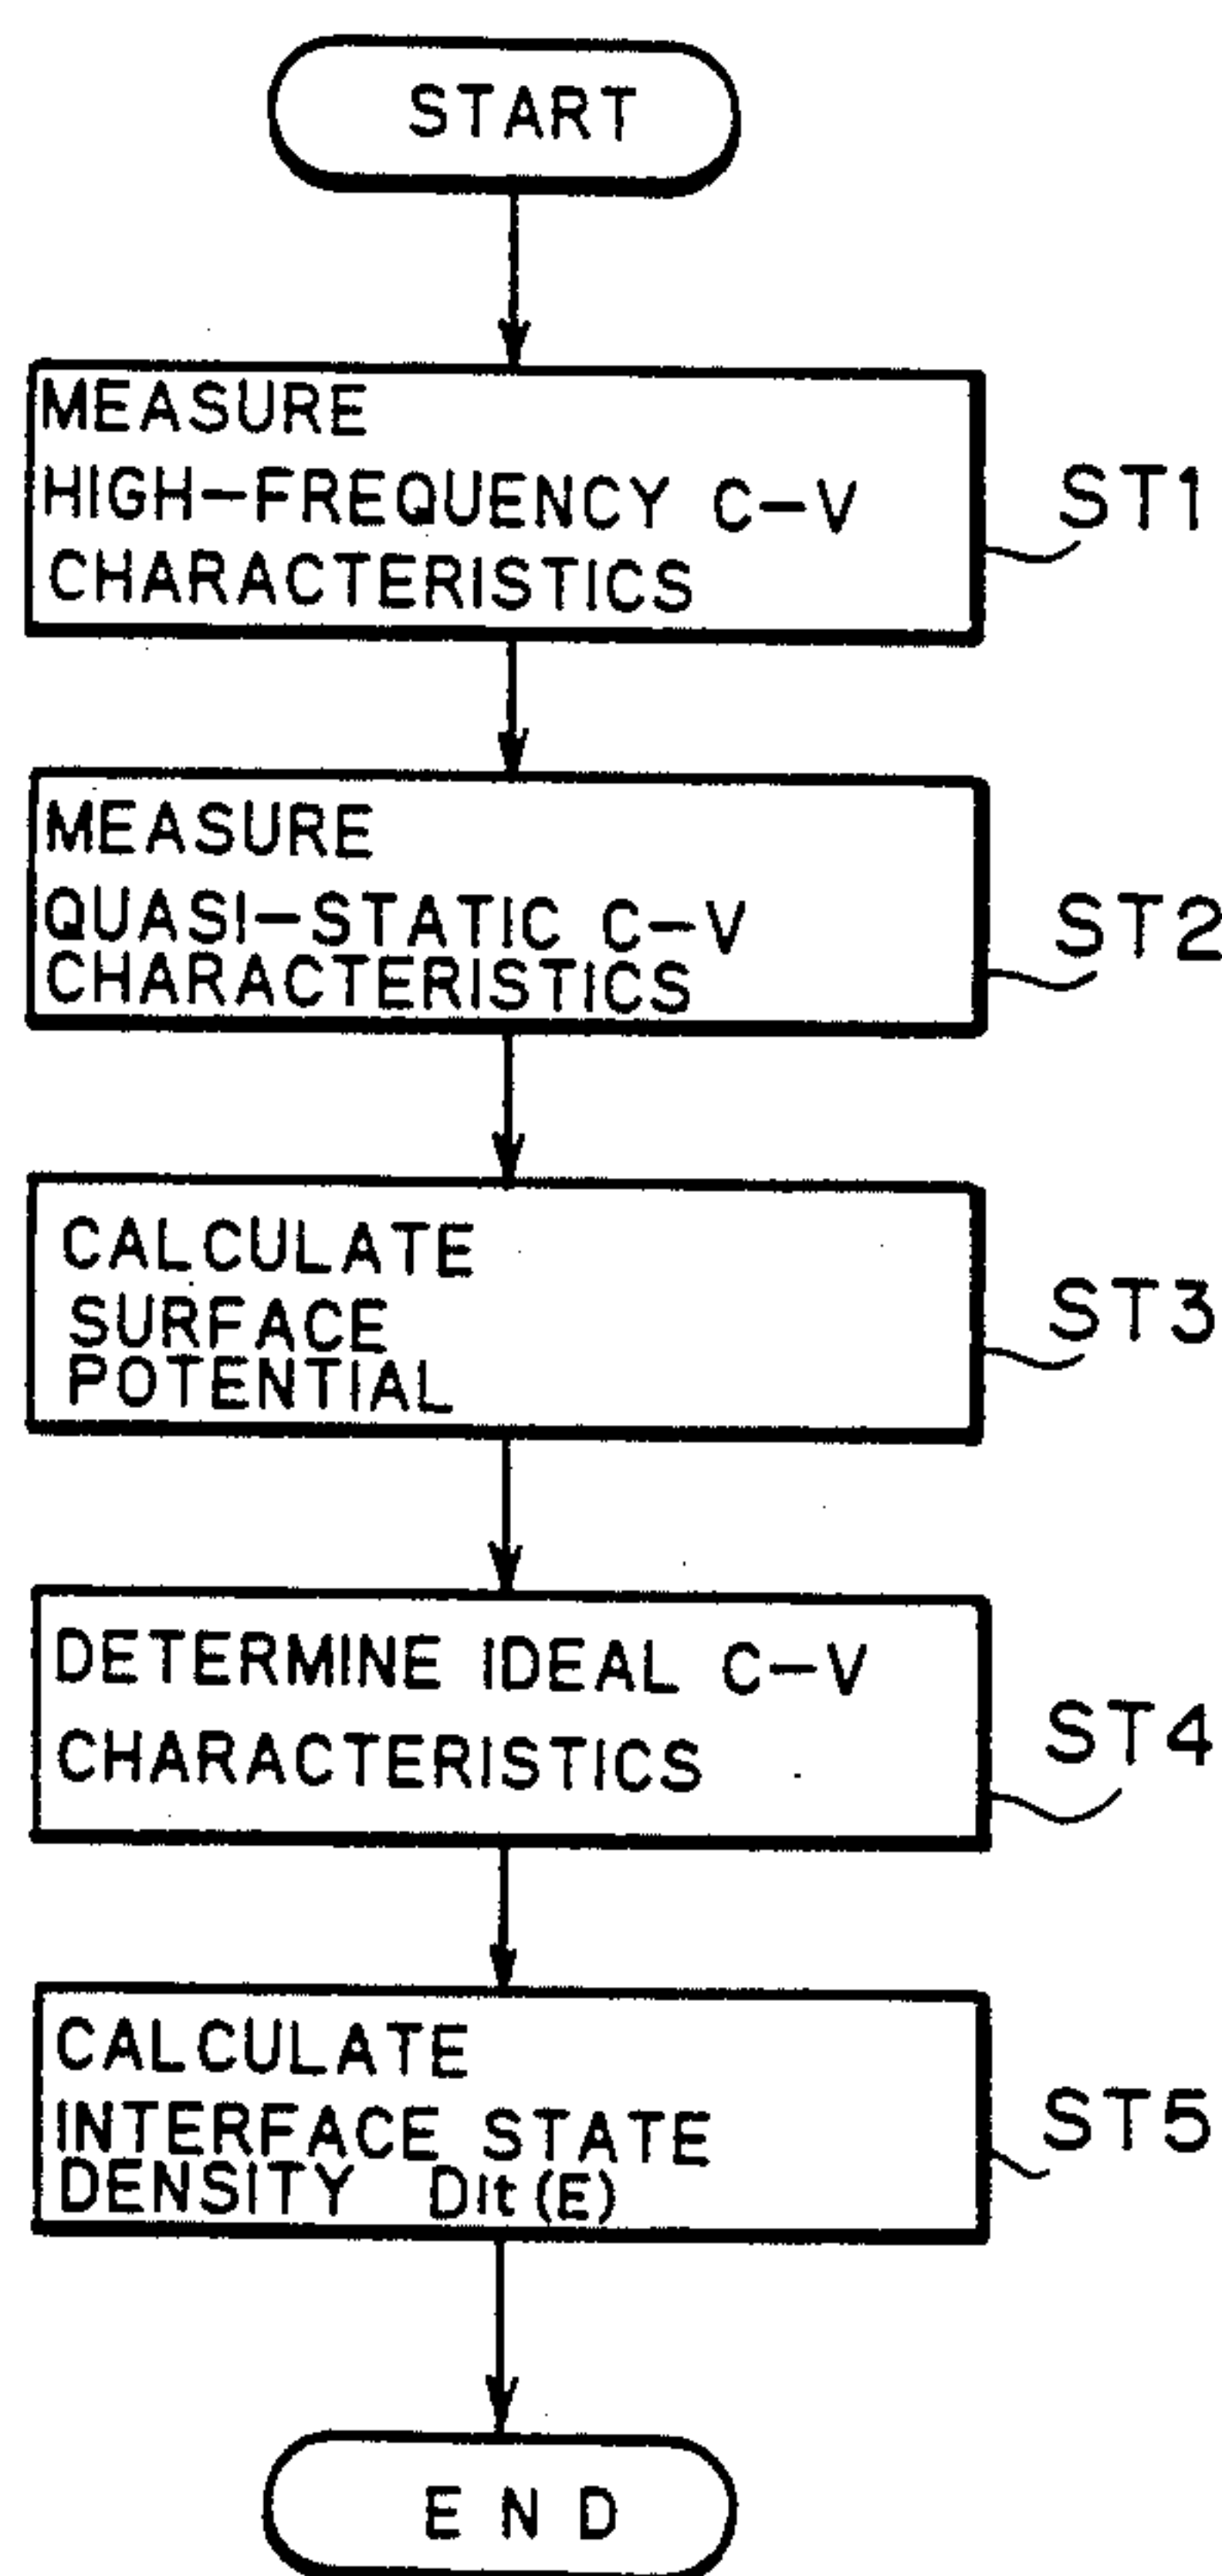 START
MEASURE
HIGH-FREQUENCY C-V
CHARACTERISTICS
ST1
MEASURE
QUASI-STATIC C-V
CHARACTERISTICS
ST2
CALCULATE
SURFACE
POTENTIAL
ST3
DETERMINE IDEAL C-V
CHARACTERISTICS
ST4
CALCULATE
INTERFACE STATE
DENSITY Dit (E)
ST5
END